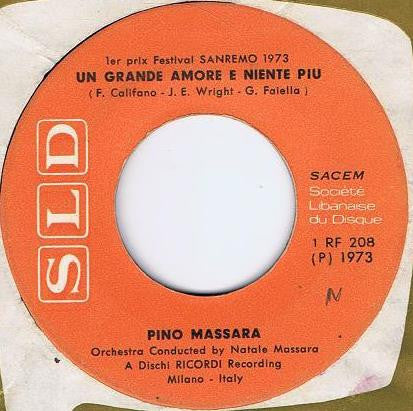 1er prix Festival SANREMO 1973
UN GRANDE AMORE E NIENTE PIU
( F. Califano - J. E. Wright - G. Faiella )
SLD
SACEM
Société
Libanaise
du Disque
1 RF 208
(P) 1973
N
PINO MASSARA
Orchestra Conducted by Natale Massara
A Dischi RICORDI Recording
Milano - Italy